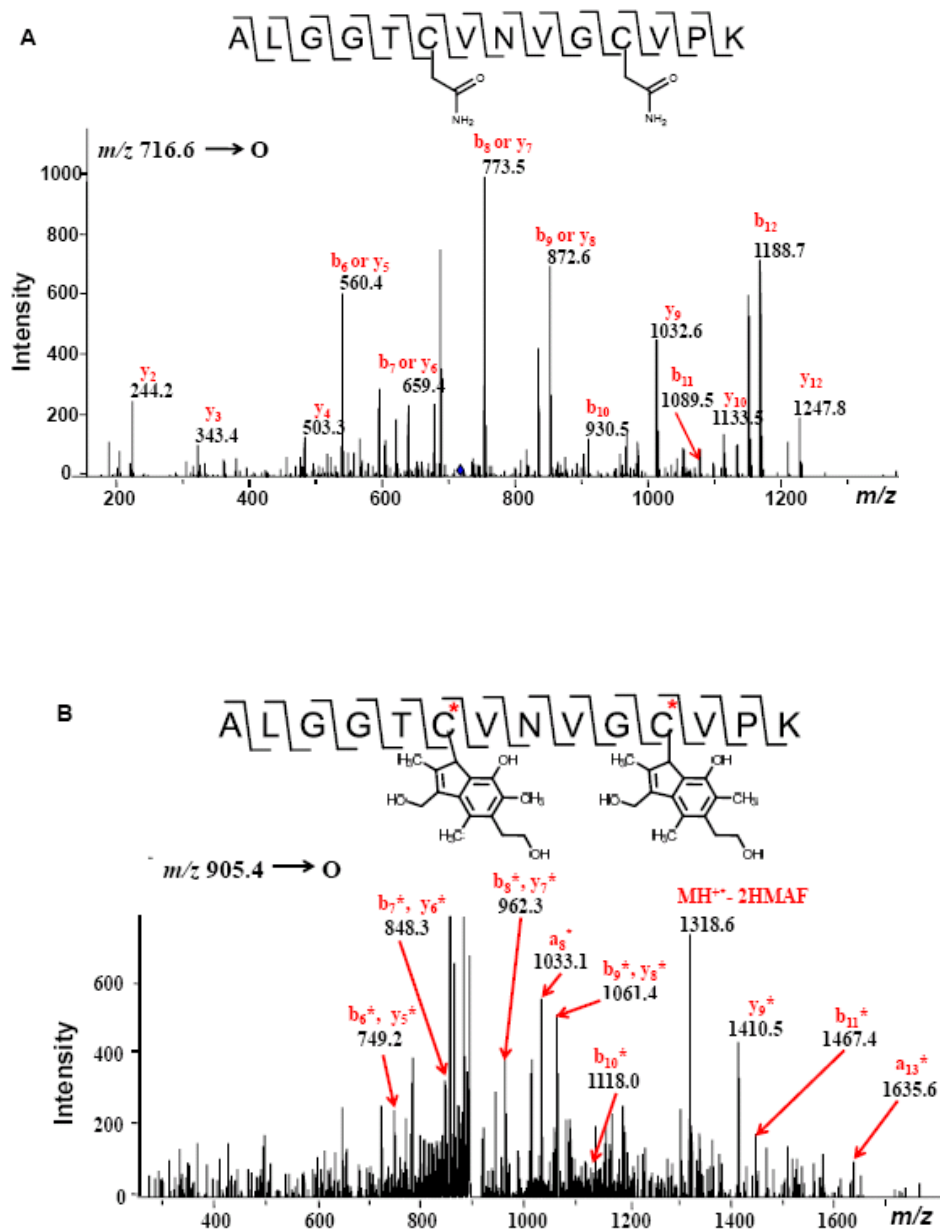 A
ALGGTCVNVGCVPK
O
NH₂
O
NH₂
m/z 716.6 → O
b₈ or y₇
773.5
b₉ or y₈
872.6
b₁₂
1188.7
b₆ or y₅
560.4
y₉
1032.6
b₇ or y₆
659.4
b₁₁
1089.5
y₁₀
1133.5
y₁₂
1247.8
y₂
244.2
y₃
343.4
y₄
503.3
b₁₀
930.5
Intensity
1000
800
600
400
200
0
200
400
600
800
1000
1200
m/z
B
ALGGTC*VNVGC*VPK
H₃C
OH
HO
CH₃
H₃C
OH
H₃C
OH
HO
CH₃
H₃C
OH
m/z 905.4 → O
b₇*, y₆*
848.3
b₈*, y₇*
962.3
a₈*
1033.1
b₉*, y₈*
1061.4
MH⁺*- 2HMAF
1318.6
b₆*, y₅*
749.2
b₁₀*
1118.0
y₉*
1410.5
b₁₁*
1467.4
a₁₃*
1635.6
Intensity
600
400
200
0
400
600
800
1000
1200
1400
1600
m/z